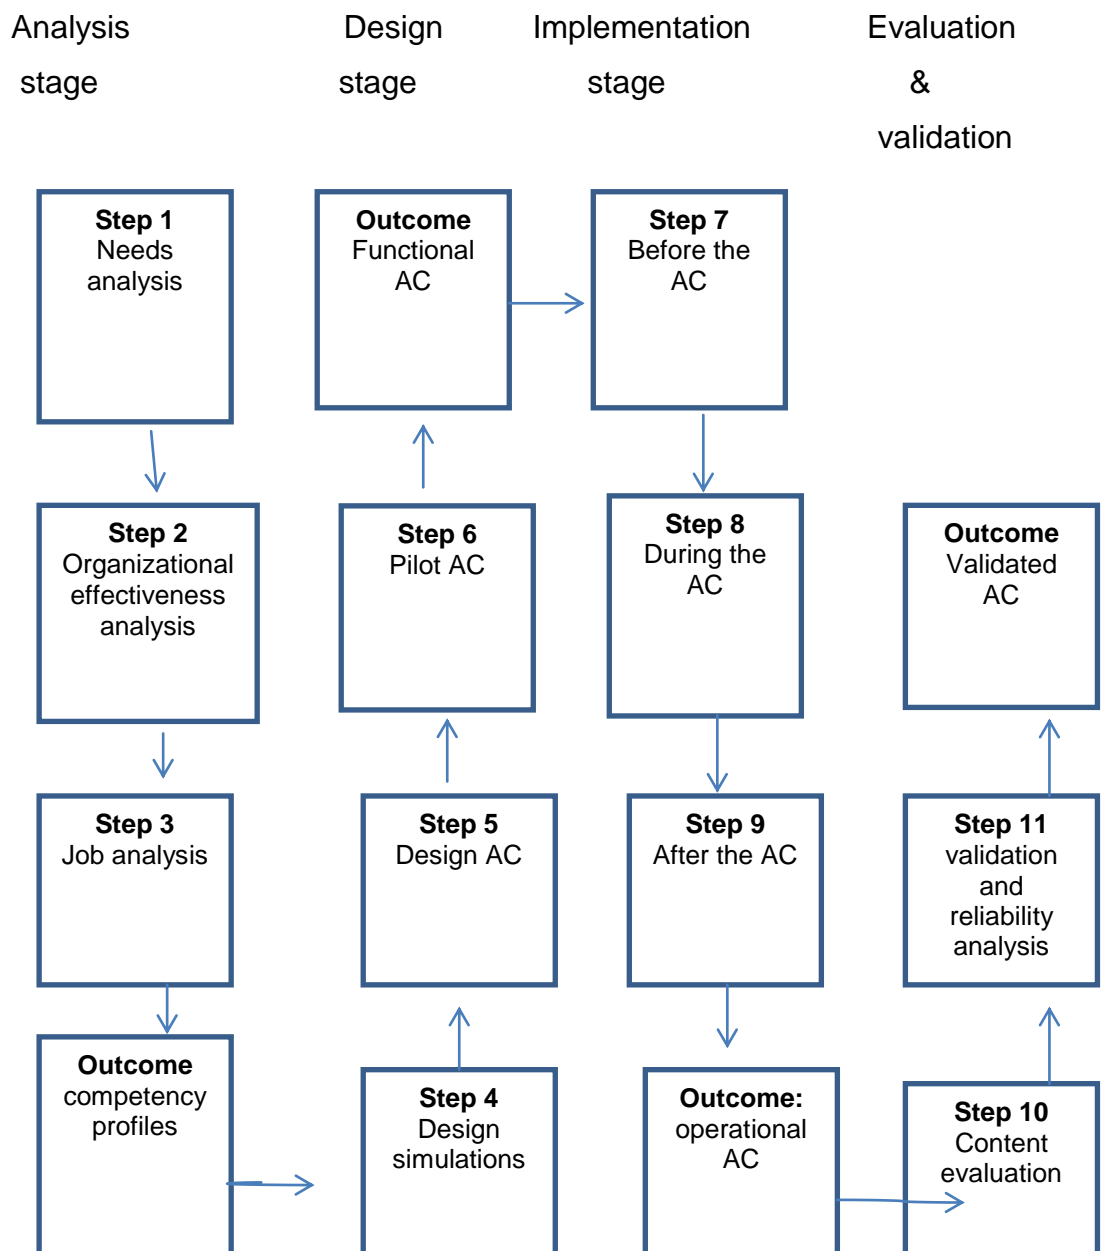 Analysis
stage
Design
stage
Implementation
stage
Evaluation
&
validation
Step 1
Needs
analysis
Outcome
Functional
AC
Step 7
Before the
AC
Step 2
Organizational
effectiveness
analysis
Step 6
Pilot AC
Step 8
During the
AC
Outcome
Validated
AC
Step 3
Job analysis
Step 5
Design AC
Step 9
After the AC
Step 11
validation
and
reliability
analysis
Outcome
competency
profiles
Step 4
Design
simulations
Outcome:
operational
AC
Step 10
Content
evaluation